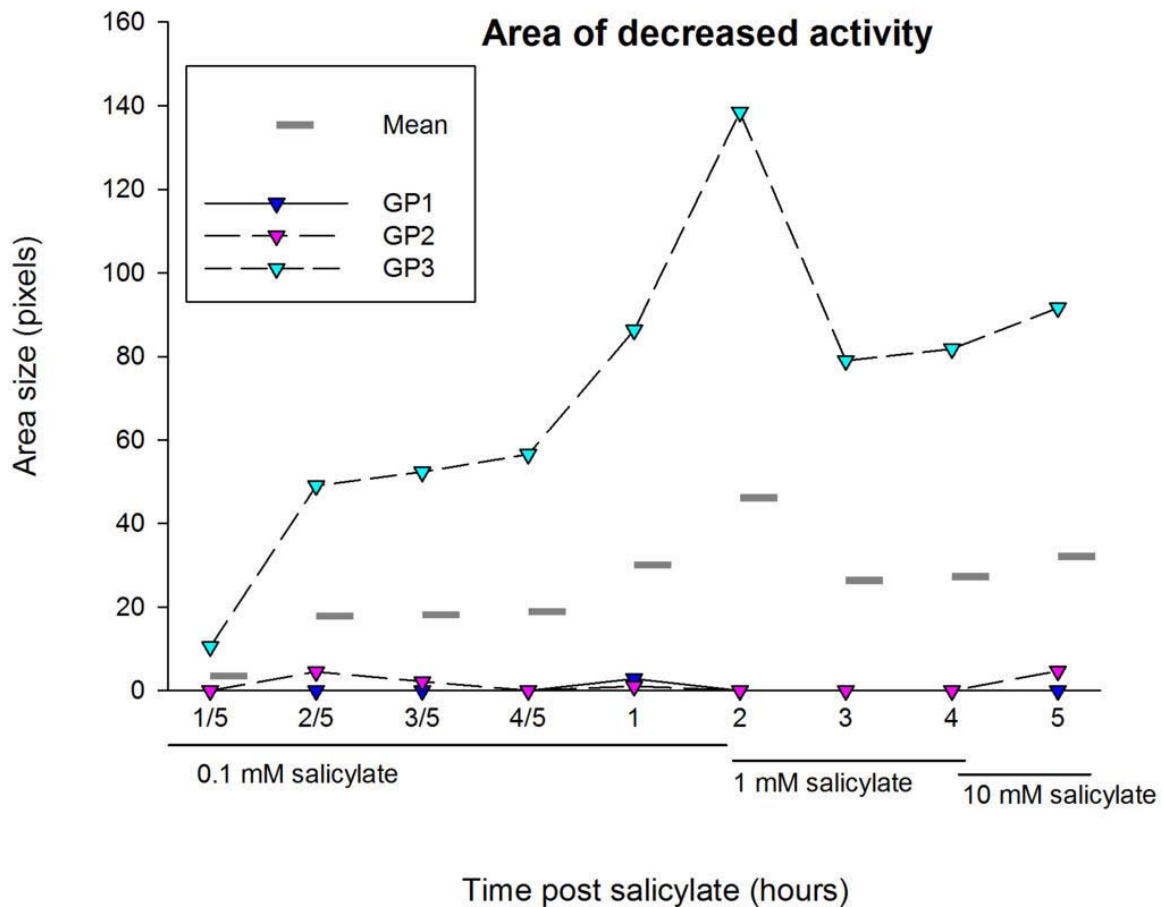 Area of decreased activity
160
140
120
100
80
60
40
20
0
Area size (pixels)
Mean
GP1
GP2
GP3
1/5 2/5 3/5 4/5 1 2 3 4 5
0.1 mM salicylate
1 mM salicylate
10 mM salicylate
Time post salicylate (hours)